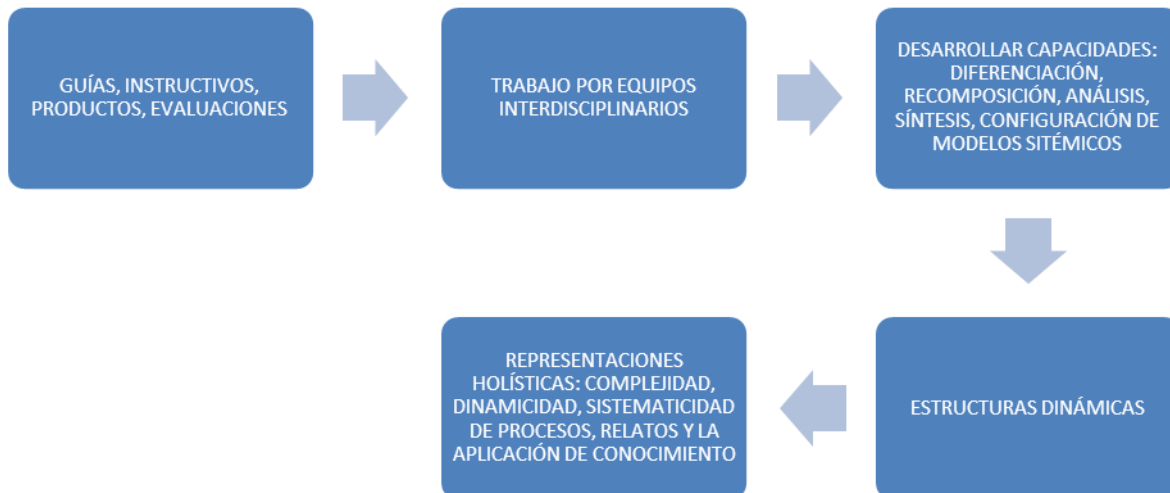 GUÍAS, INSTRUCTIVOS,
PRODUCTOS, EVALUACIONES
TRABAJO POR EQUIPOS
INTERDISCIPLINARIOS
DESARROLLAR CAPACIDADES:
DIFERENCIACIÓN,
RECOMPOSICIÓN, ANÁLISIS,
SÍNTESIS, CONFIGURACIÓN DE
MODELOS SITÉMICOS
ESTRUCTURAS DINÁMICAS
REPRESENTACIONES
HOLÍSTICAS: COMPLEJIDAD,
DINAMICIDAD, SISTEMATICIDAD
DE PROCESOS, RELATOS Y LA
APLICACIÓN DE CONOCIMIENTO